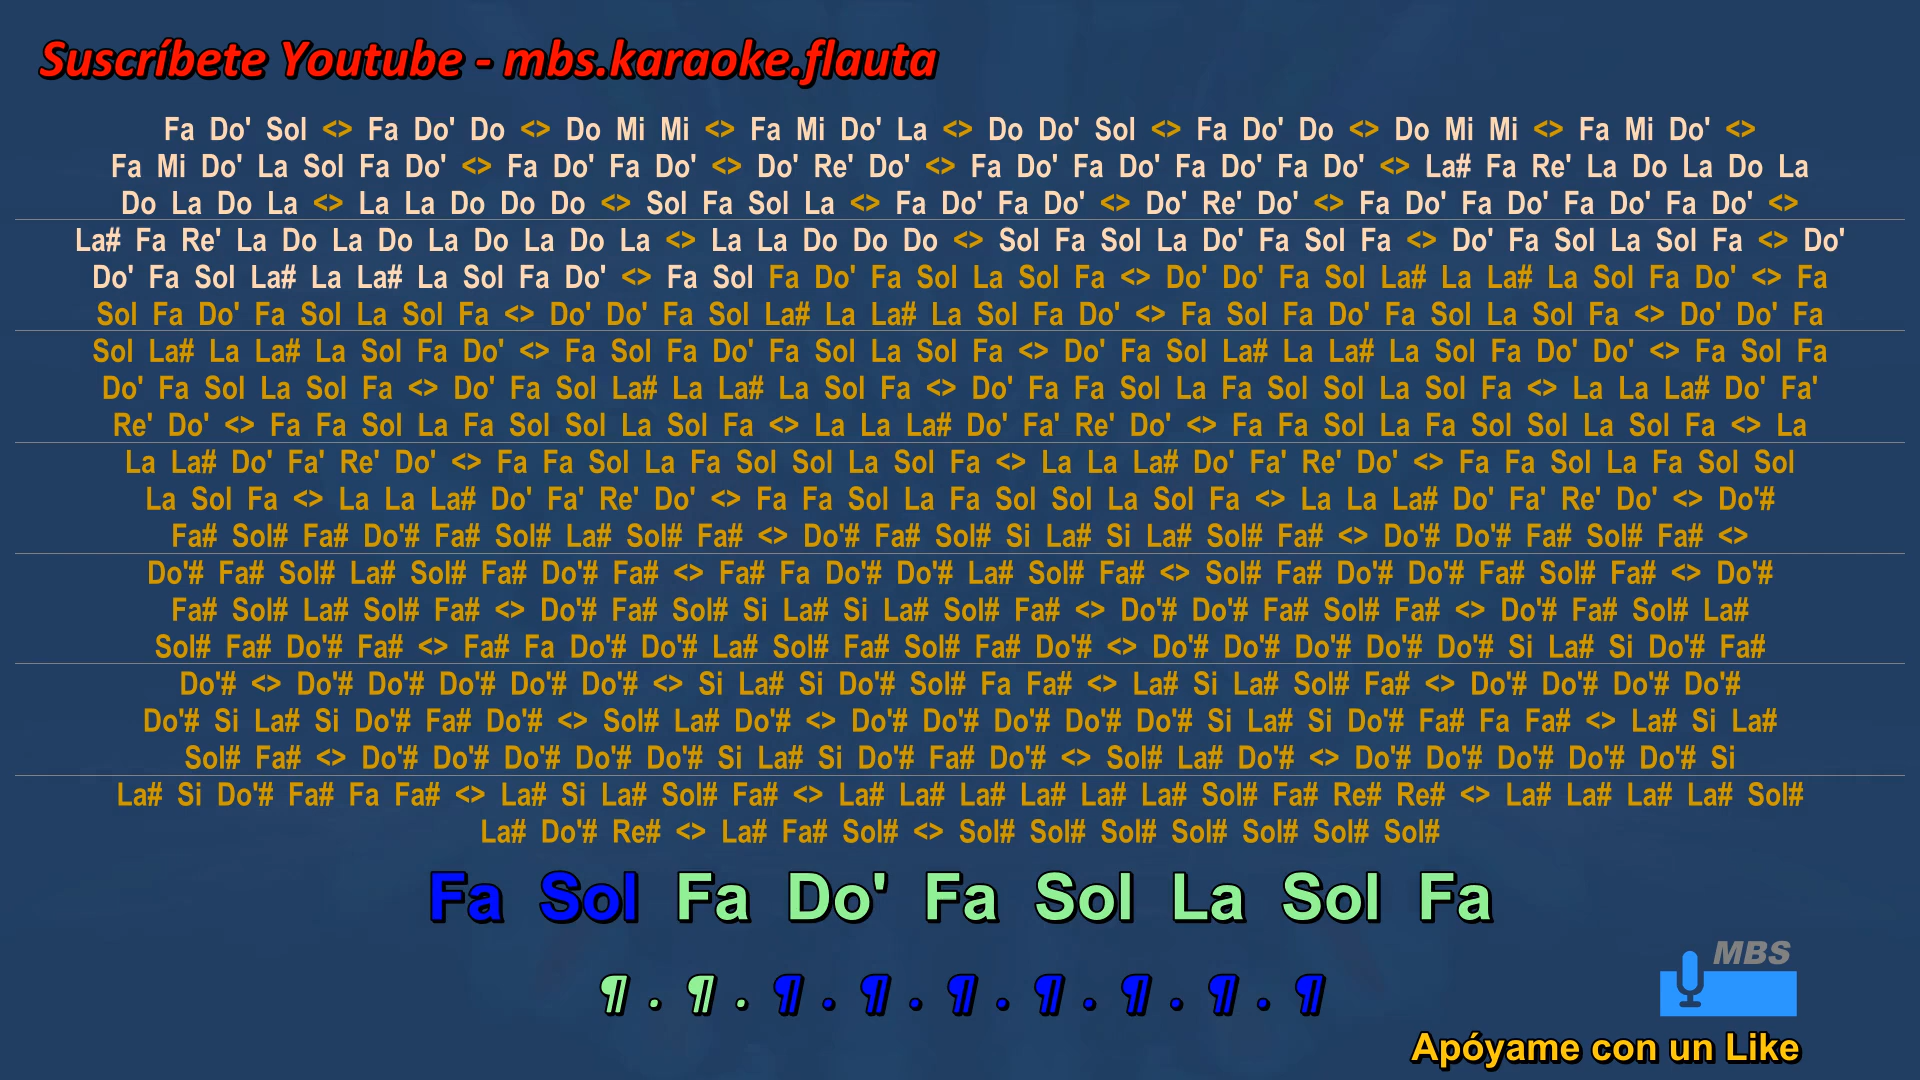 Suscríbete Youtube - mbs.karaoke.flauta
Fa Do' Sol <> Fa Do' Do <> Do Mi Mi <> Fa Mi Do' La <> Do Do' Sol <> Fa Do' Do <> Do Mi Mi <> Fa Mi Do' <>
Fa Mi Do' La Sol Fa Do' <> Fa Do' Fa Do' <> Do' Re' Do' <> Fa Do' Fa Do' Fa Do' Fa Do' <> La# Fa Re' La Do La Do La
Do La Do La <> La La Do Do Do <> Sol Fa Sol La <> Fa Do' Fa Do' <> Do' Re' Do' <> Fa Do' Fa Do' Fa Do' Fa Do' <>
La# Fa Re' La Do La Do La Do La Do La <> La La Do Do Do <> Sol Fa Sol La Do' Fa Sol Fa <> Do' Fa Sol La Sol Fa <> Do'
Do' Fa Sol La# La La# La Sol Fa Do' <> Fa Sol Fa Do' Fa Sol La Sol Fa <> Do' Do' Fa Sol La# La La# La Sol Fa Do' <> Fa
Sol Fa Do' Fa Sol La Sol Fa <> Do' Do' Fa Sol La# La La# La Sol Fa Do' <> Fa Sol Fa Do' Fa Sol La Sol Fa <> Do' Do' Fa
Sol La# La La# La Sol Fa Do' <> Fa Sol Fa Do' Fa Sol La Sol Fa <> Do' Fa Sol La# La La# La Sol Fa Do' Do' <> Fa Sol Fa
Do' Fa Sol La Sol Fa <> Do' Fa Sol La# La La# La Sol Fa <> Do' Fa Fa Sol La Fa Sol Sol La Sol Fa <> La La La# Do' Fa'
Re' Do' <> Fa Fa Sol La Fa Sol Sol La Sol Fa <> La La La# Do' Fa' Re' Do' <> Fa Fa Sol La Fa Sol Sol La Sol Fa <> La
La La# Do' Fa' Re' Do' <> Fa Fa Sol La Fa Sol Sol La Sol Fa <> La La La# Do' Fa' Re' Do' <> Fa Fa Sol La Fa Sol Sol
La Sol Fa <> La La La# Do' Fa' Re' Do' <> Fa Fa Sol La Fa Sol Sol La Sol Fa <> La La La# Do' Fa' Re' Do' <> Do'#
Fa# Sol# Fa# Do'# Fa# Sol# La# Sol# Fa# <> Do'# Fa# Sol# Si La# Si La# Sol# Fa# <> Do'# Do'# Fa# Sol# Fa# <>
Do'# Fa# Sol# La# Sol# Fa# Do'# Fa# <> Fa# Fa Do'# Do'# La# Sol# Fa# <> Sol# Fa# Do'# Do'# Fa# Sol# Fa# <> Do'#
Fa# Sol# La# Sol# Fa# <> Do'# Fa# Sol# Si La# Si La# Sol# Fa# <> Do'# Do'# Fa# Sol# Fa# <> Do'# Fa# Sol# La#
Sol# Fa# Do'# Fa# <> Fa# Fa Do'# Do'# La# Sol# Fa# Sol# Fa# Do'# <> Do'# Do'# Do'# Do'# Do'# Si La# Si Do'# Fa#
Do'# <> Do'# Do'# Do'# Do'# Do'# <> Si La# Si Do'# Sol# Fa Fa# <> La# Si La# Sol# Fa# <> Do'# Do'# Do'# Do'#
Do'# Si La# Si Do'# Fa# Do'# <> Sol# La# Do'# <> Do'# Do'# Do'# Do'# Do'# Si La# Si Do'# Fa# Fa Fa# <> La# Si La#
Sol# Fa# <> Do'# Do'# Do'# Do'# Do'# Si La# Si Do'# Fa# Do'# <> Sol# La# Do'# <> Do'# Do'# Do'# Do'# Do'# Si
La# Si Do'# Fa# Fa Fa# <> La# Si La# Sol# Fa# <> La# La# La# La# La# La# Sol# Fa# Re# Re# <> La# La# La# La# Sol#
La# Do'# Re# <> La# Fa# Sol# <> Sol# Sol# Sol# Sol# Sol# Sol# Sol#
Fa Sol Fa Do' Fa Sol La Sol Fa
¶ . ¶ . ¶ . ¶ . ¶ . ¶ . ¶ . ¶ . ¶
MBS
Apóyame con un Like